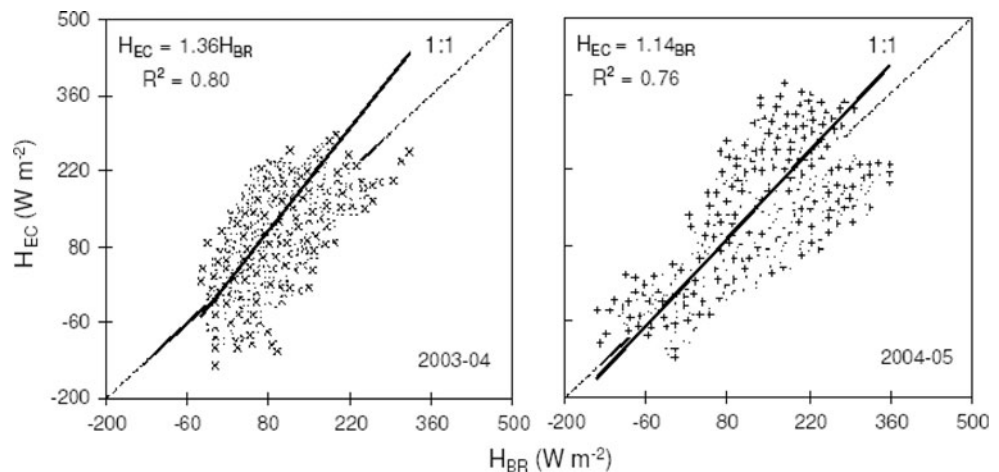 500
360
220
80
-60
-200
H_EC (W m⁻²)
H_EC = 1.36H_BR
R² = 0.80
1:1
2003-04
-200 -60 80 220 360 500
H_EC = 1.14_BR
R² = 0.76
1:1
2004-05
-200 -60 80 220 360 500
H_BR (W m⁻²)